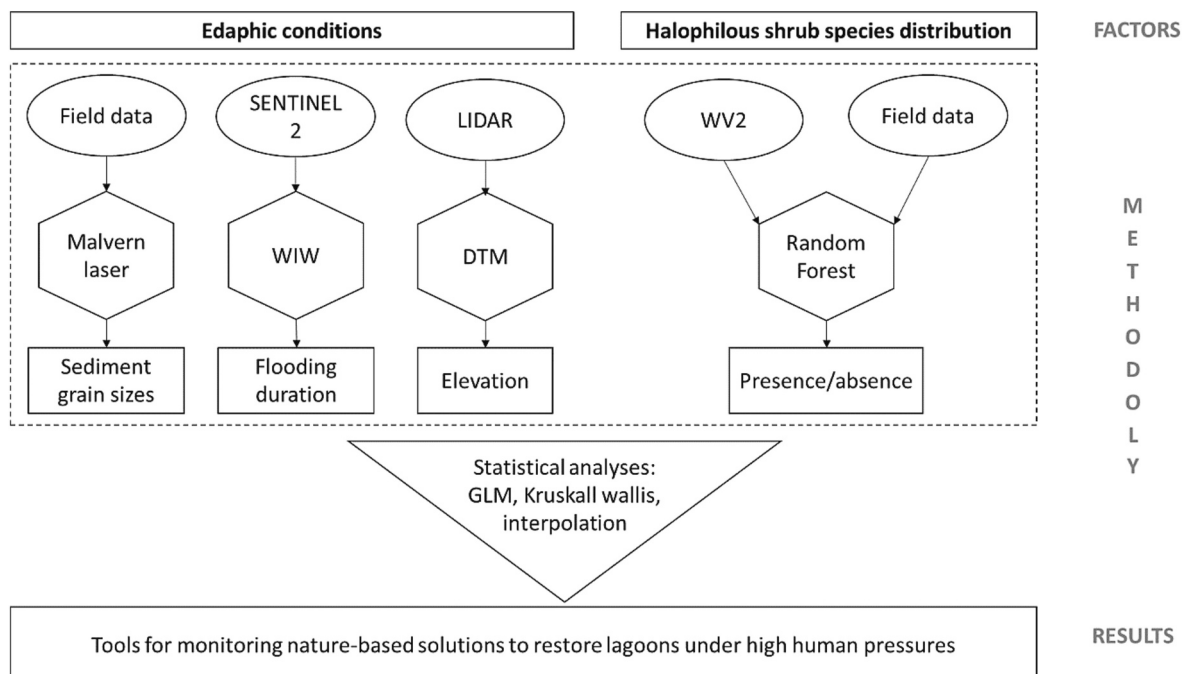 Edaphic conditions
Halophilous shrub species distribution
FACTORS
Field data
SENTINEL
2
LIDAR
WV2
Field data
Malvern
laser
WIW
DTM
Random
Forest
Sediment
grain sizes
Flooding
duration
Elevation
Presence/absence
M
E
T
H
O
D
O
L
Y
Statistical analyses:
GLM, Kruskall wallis,
interpolation
Tools for monitoring nature-based solutions to restore lagoons under high human pressures
RESULTS